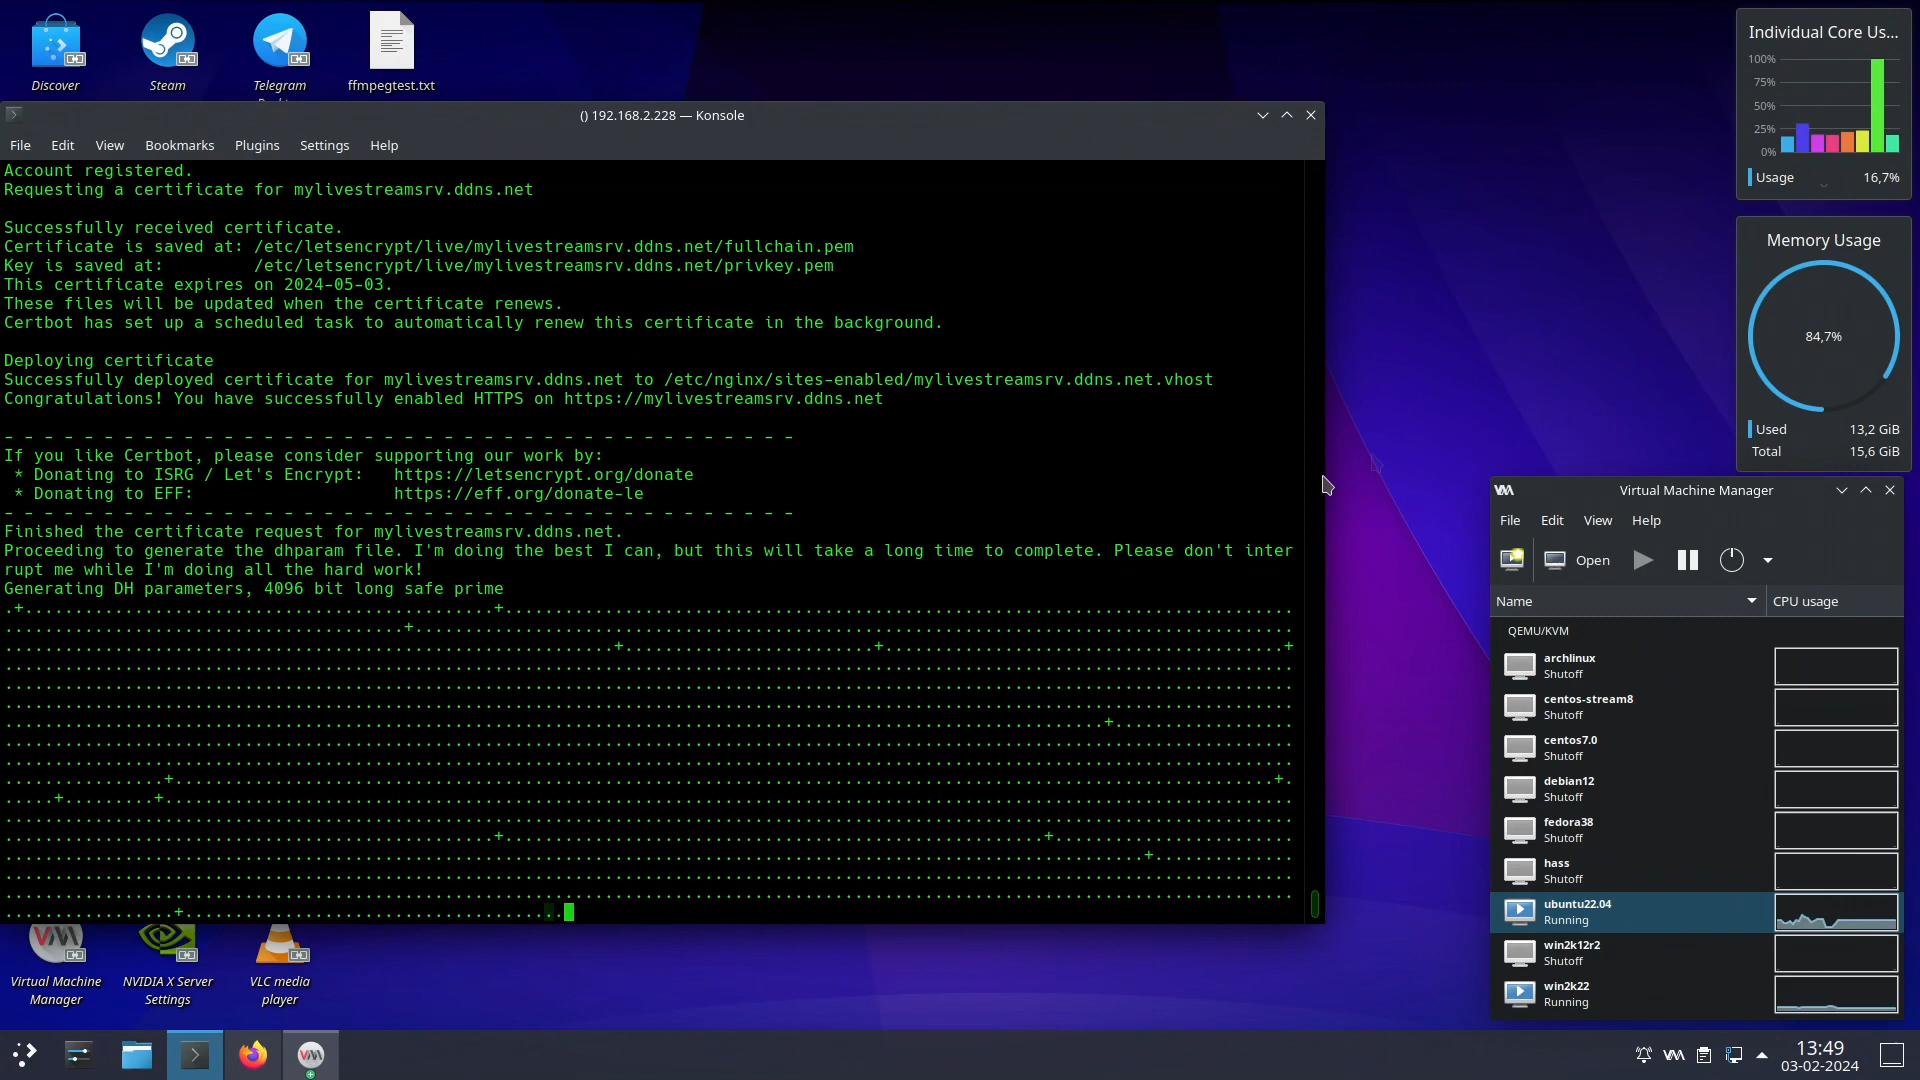 Discover
Steam
Telegram
ffmpegtest.txt
() 192.168.2.228 — Konsole
File Edit View Bookmarks Plugins Settings Help
Account registered.
Requesting a certificate for mylivestreamsrv.ddns.net
Successfully received certificate.
Certificate is saved at: /etc/letsencrypt/live/mylivestreamsrv.ddns.net/fullchain.pem
Key is saved at:         /etc/letsencrypt/live/mylivestreamsrv.ddns.net/privkey.pem
This certificate expires on 2024-05-03.
These files will be updated when the certificate renews.
Certbot has set up a scheduled task to automatically renew this certificate in the background.
Deploying certificate
Successfully deployed certificate for mylivestreamsrv.ddns.net to /etc/nginx/sites-enabled/mylivestreamsrv.ddns.net.vhost
Congratulations! You have successfully enabled HTTPS on https://mylivestreamsrv.ddns.net
If you like Certbot, please consider supporting our work by:
* Donating to ISRG / Let's Encrypt:   https://letsencrypt.org/donate
* Donating to EFF:                    https://eff.org/donate-le
Finished the certificate request for mylivestreamsrv.ddns.net.
Proceeding to generate the dhparam file. I'm doing the best I can, but this will take a long time to complete. Please don't inter
rupt me while I'm doing all the hard work!
Generating DH parameters, 4096 bit long safe prime
Virtual Machine
Manager
NVIDIA X Server
Settings
VLC media
player
Individual Core Us...
100%
75%
50%
25%
0%
Usage 16,7%
Memory Usage
84,7%
Used 13,2 GiB
Total 15,6 GiB
Virtual Machine Manager
File Edit View Help
Open
Name CPU usage
QEMU/KVM
archlinux
Shutoff
centos-stream8
Shutoff
centos7.0
Shutoff
debian12
Shutoff
fedora38
Shutoff
hass
Shutoff
ubuntu22.04
Running
win2k12r2
Shutoff
win2k22
Running
13:49
03-02-2024